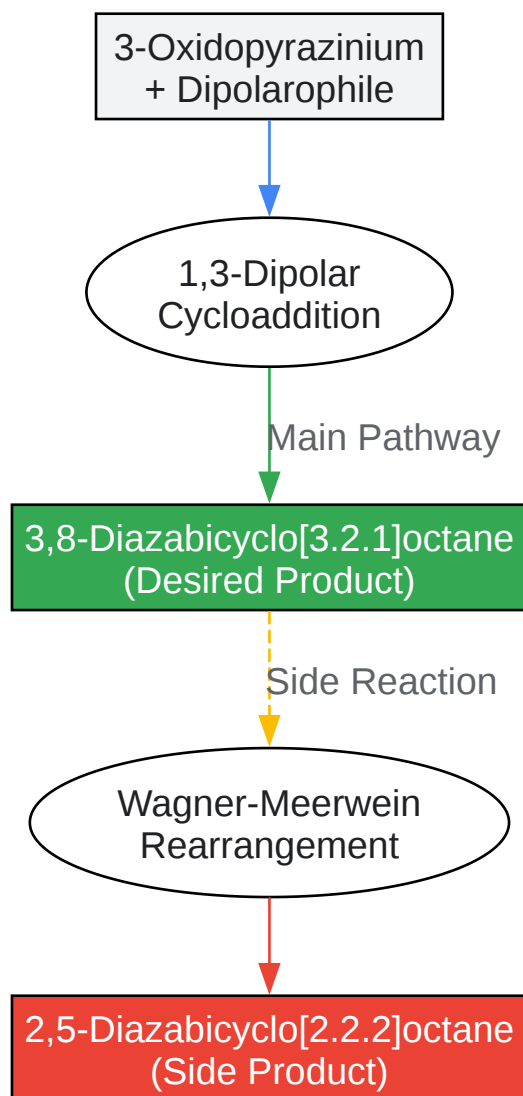 3-Oxidopyrazinium
+ Dipolarophile
1,3-Dipolar
Cycloaddition
Main Pathway
3,8-Diazabicyclo[3.2.1]octane
(Desired Product)
Side Reaction
Wagner-Meerwein
Rearrangement
2,5-Diazabicyclo[2.2.2]octane
(Side Product)